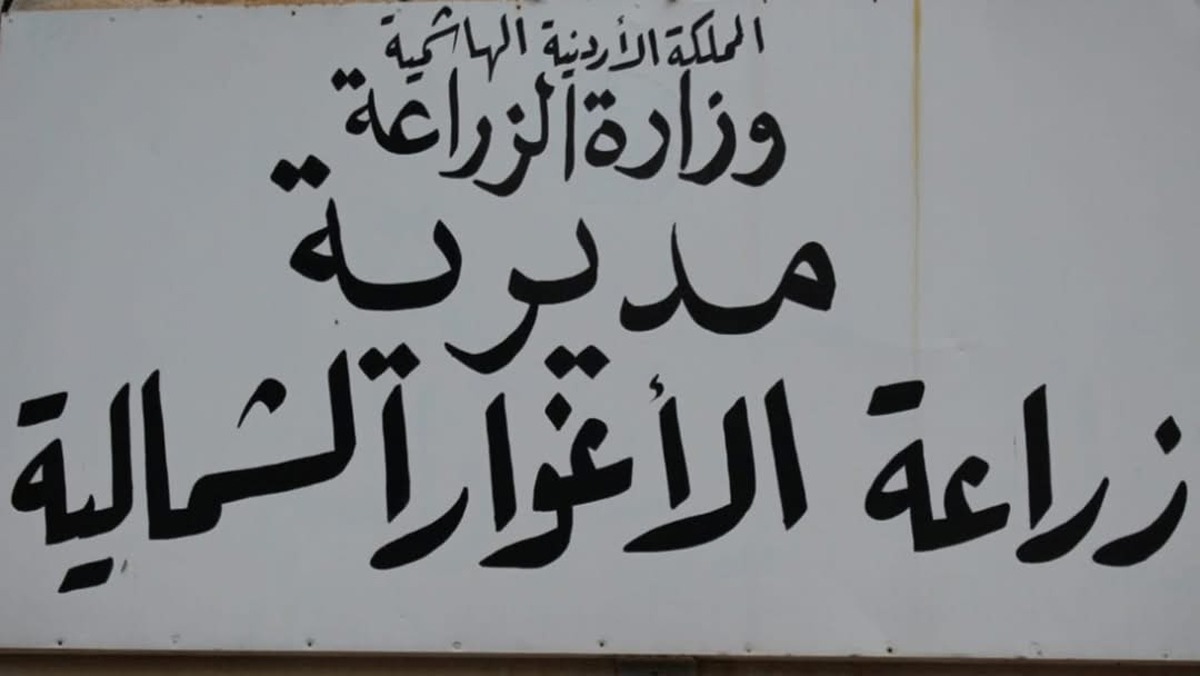 المملكة الأردنية الهاشمية
وزارة الزراعة
مديرية
زراعة الأغوار الشمالية